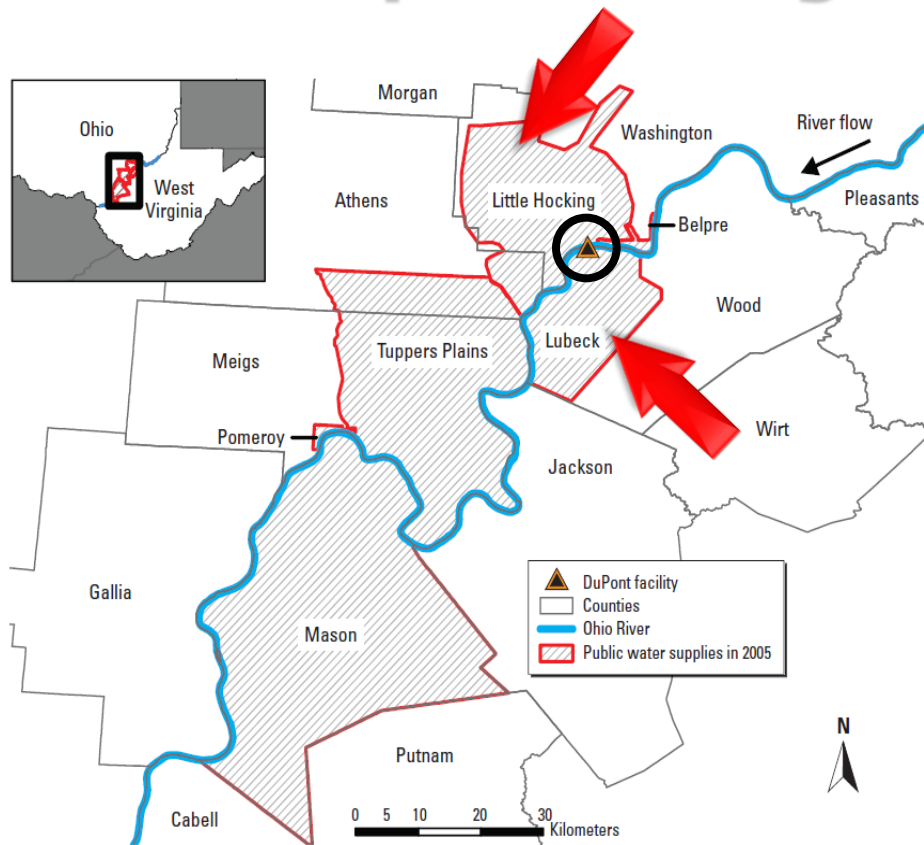 Morgan
Ohio
Washington
River flow
West
Virginia
Athens
Little Hocking
Pleasants
Belpre
Wood
Lubeck
Tuppers Plains
Meigs
Pomeroy
Wirt
Jackson
DuPont facility
Counties
Ohio River
Public water supplies in 2005
Gallia
Mason
Putnam
N
Cabell
0 5 10 20 30
Kilometers